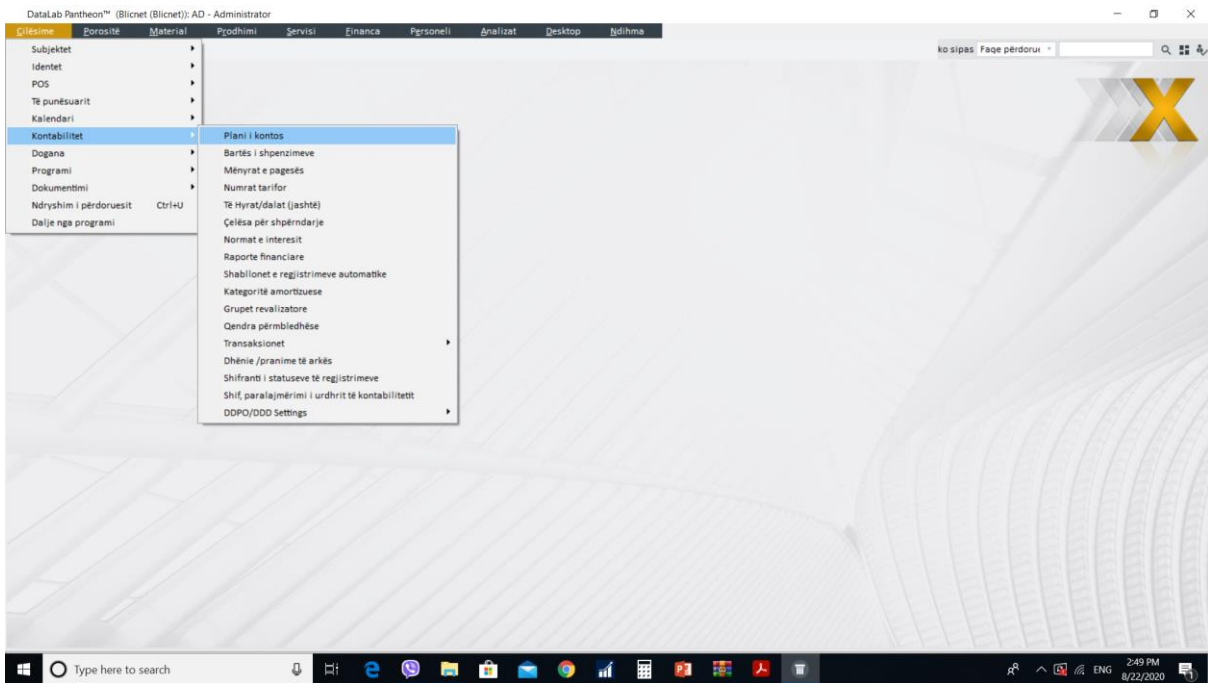 DataLab Pantheon™ (Blicnet (Blicnet)): AD - Administrator
Cilësime Porositë Material Prodhimi Servisi Financa Personeli Analizat Desktop Ndihma
ko sipas Faqe përdorue
Subjektet
Identet
POS
Të punësuarit
Kalendari
Kontabilitet
Dogana
Programi
Dokumentimi
Ndryshim i përdoruesit Ctrl+U
Dalje nga programi
Plani i kontos
Bartës i shpenzimeve
Mënyrat e pagesës
Numrat tarifor
Të Hyrat/dalat (jashtë)
Çelësa për shpërndarje
Normat e interesit
Raporte financiare
Shabllonet e regjistrimeve automatike
Kategoritë amortizuese
Grupet revalizatore
Qendra përmbledhëse
Transaksionet
Dhënie /pranime të arkës
Shifranti i statuseve të regjistrimeve
Shif, paralajmërimi i urdhrit të kontabilitetit
DDPO/DDD Settings
Type here to search
ENG
2:49 PM
8/22/2020